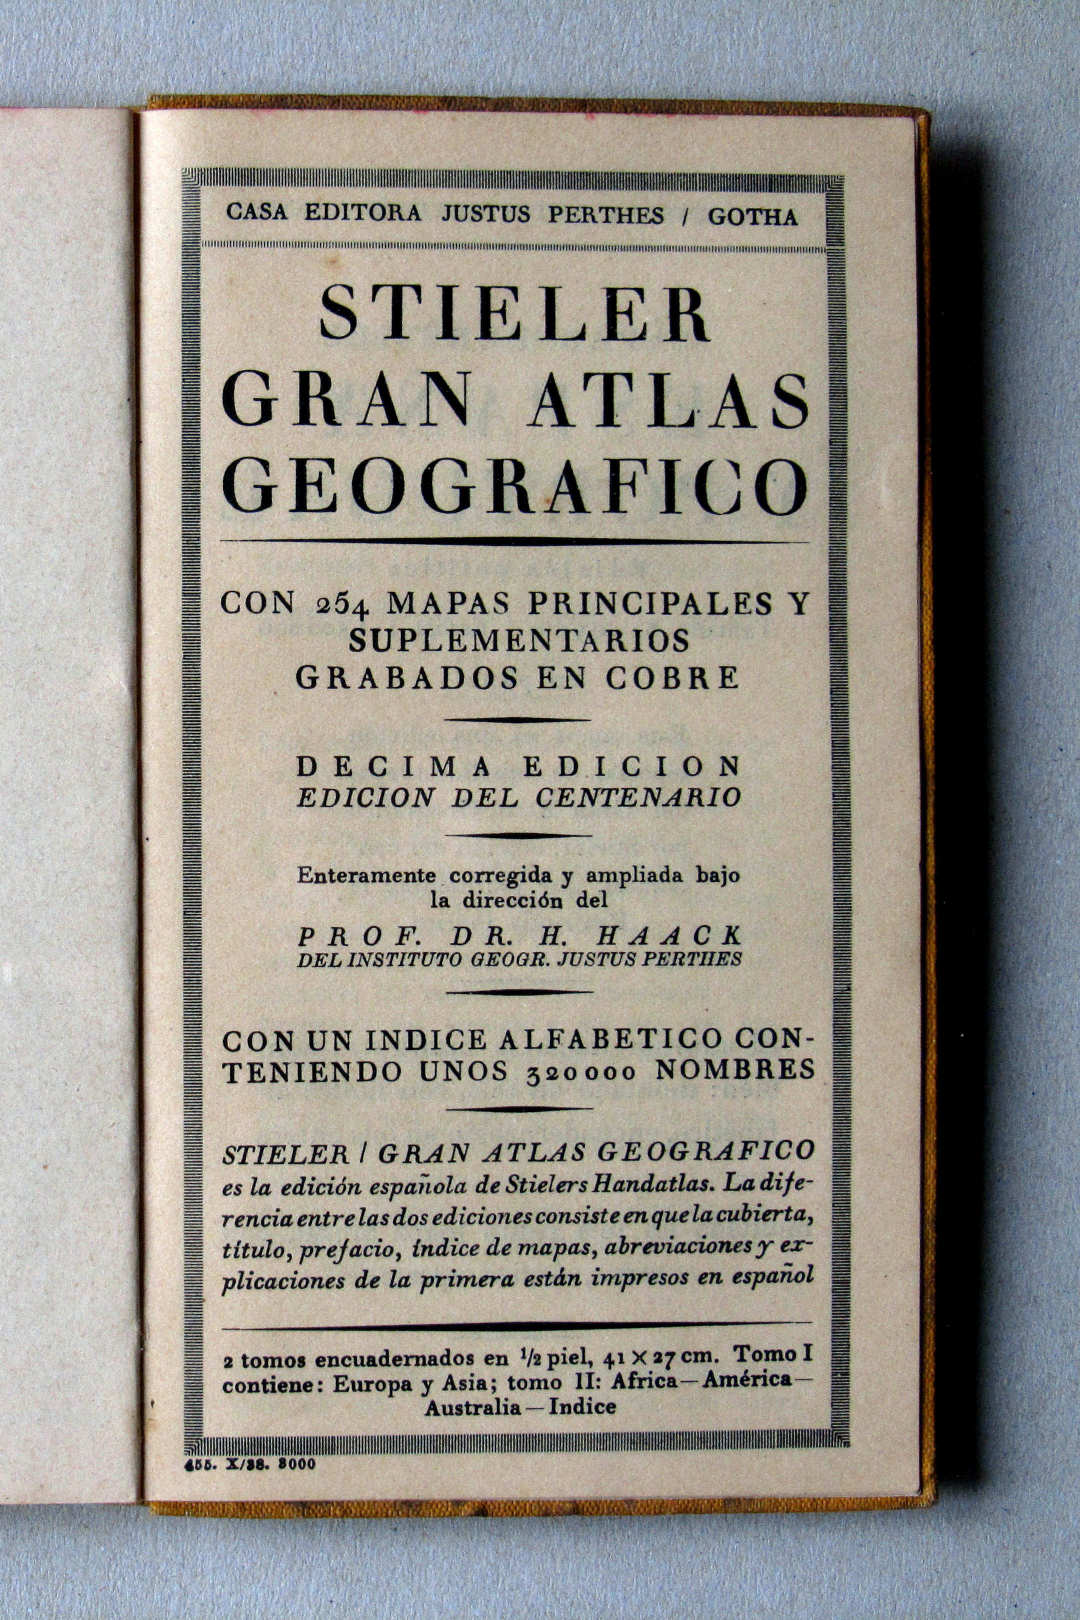 CASA EDITORA JUSTUS PERTHES / GOTHA
STIELER
GRAN ATLAS
GEOGRAFICO
CON 254 MAPAS PRINCIPALES Y
SUPLEMENTARIOS
GRABADOS EN COBRE
DECIMA EDICION
EDICION DEL CENTENARIO
Enteramente corregida y ampliada bajo
la dirección del
PROF. DR. H. HAACK
DEL INSTITUTO GEOGR. JUSTUS PERTHES
CON UN INDICE ALFABETICO CON-
TENIENDO UNOS 320000 NOMBRES
STIELER / GRAN ATLAS GEOGRAFICO
es la edición española de Stielers Handatlas. La dife-
rencia entre las dos ediciones consiste en que la cubierta,
título, prefacio, índice de mapas, abreviaciones y ex-
plicaciones de la primera están impresos en español
2 tomos encuadernados en ½ piel, 41 × 27 cm. Tomo I
contiene: Europa y Asia; tomo II: Africa—América—
Australia—Indice
455. X/38. 8000